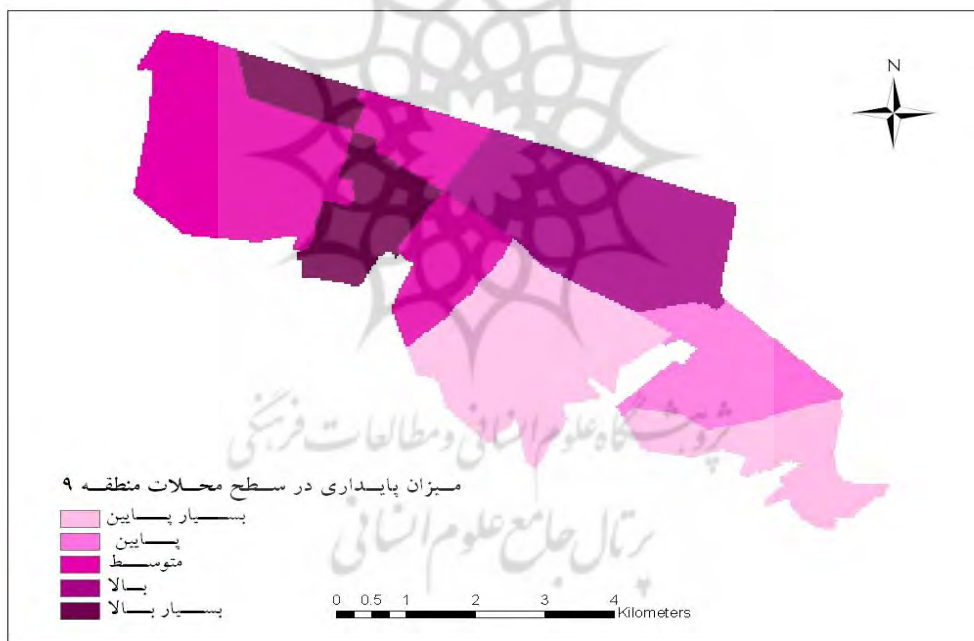 N
پژوهشگاه علوم انسانی و مطالعات فرهنگی
میزان پایداری در سطح محلات منطقه ۹
بسیار پایین
پایین
متوسط
بالا
بسیار بالا
پرتال جامع علوم انسانی
0 0.5 1 2 3 4
Kilometers